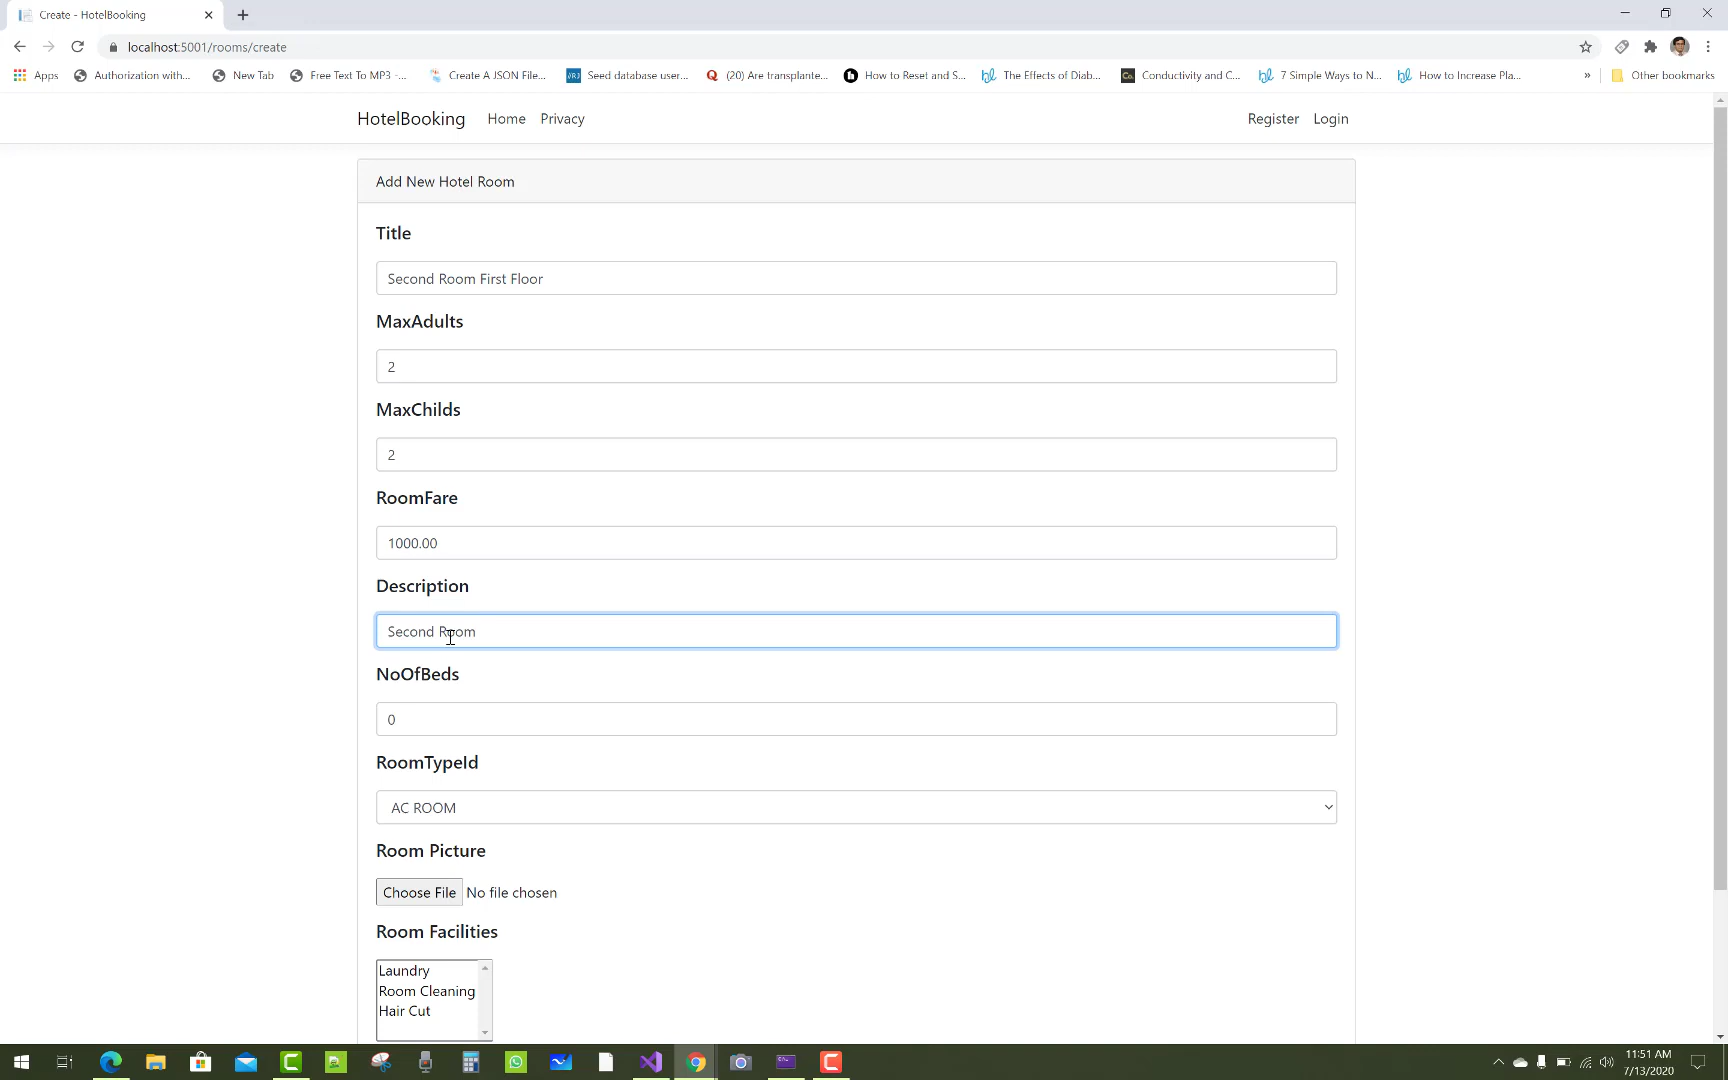 Create - HotelBooking
localhost:5001/rooms/create
Apps Authorization with... New Tab Free Text To MP3 -... Create A JSON File... Seed database user... (20) Are transplante... How to Reset and S... The Effects of Diab... Conductivity and C... 7 Simple Ways to N... How to Increase Pla... » Other bookmarks
HotelBooking Home Privacy Register Login
Add New Hotel Room
Title
Second Room First Floor
MaxAdults
2
MaxChilds
2
RoomFare
1000.00
Description
Second Room
NoOfBeds
0
RoomTypeId
AC ROOM
Room Picture
Choose File No file chosen
Room Facilities
Laundry
Room Cleaning
Hair Cut
11:51 AM
7/13/2020